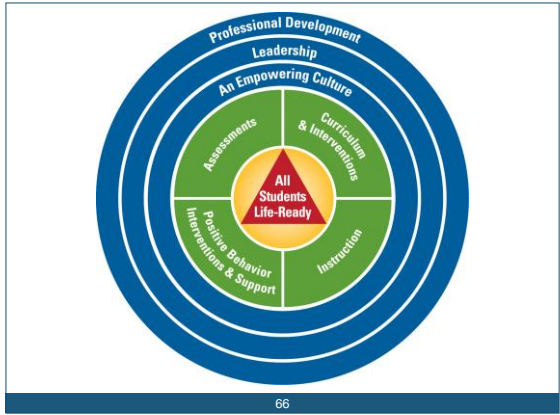 Professional Development
Leadership
An Empowering Culture
Assessments
Curriculum
& Interventions
All
Students
Life-Ready
Positive Behavior
Interventions & Support
Instruction
66